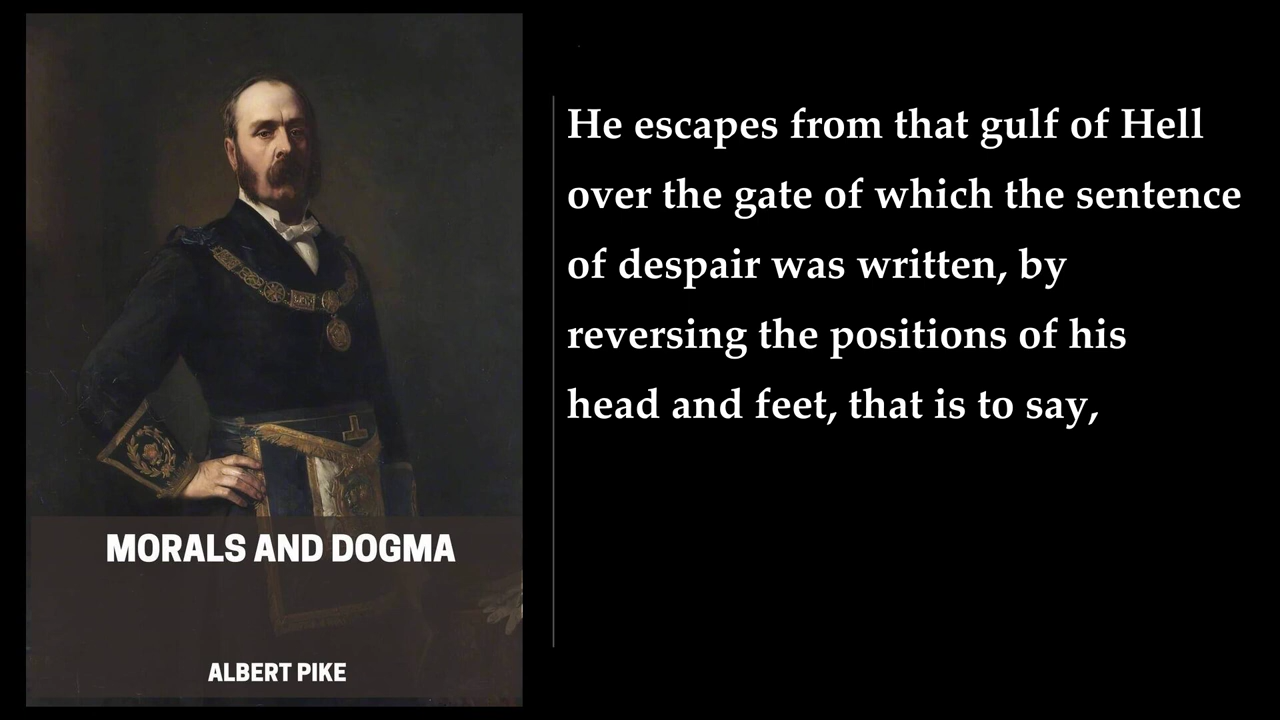 MORALS AND DOGMA
ALBERT PIKE
He escapes from that gulf of Hell
over the gate of which the sentence
of despair was written, by
reversing the positions of his
head and feet, that is to say,